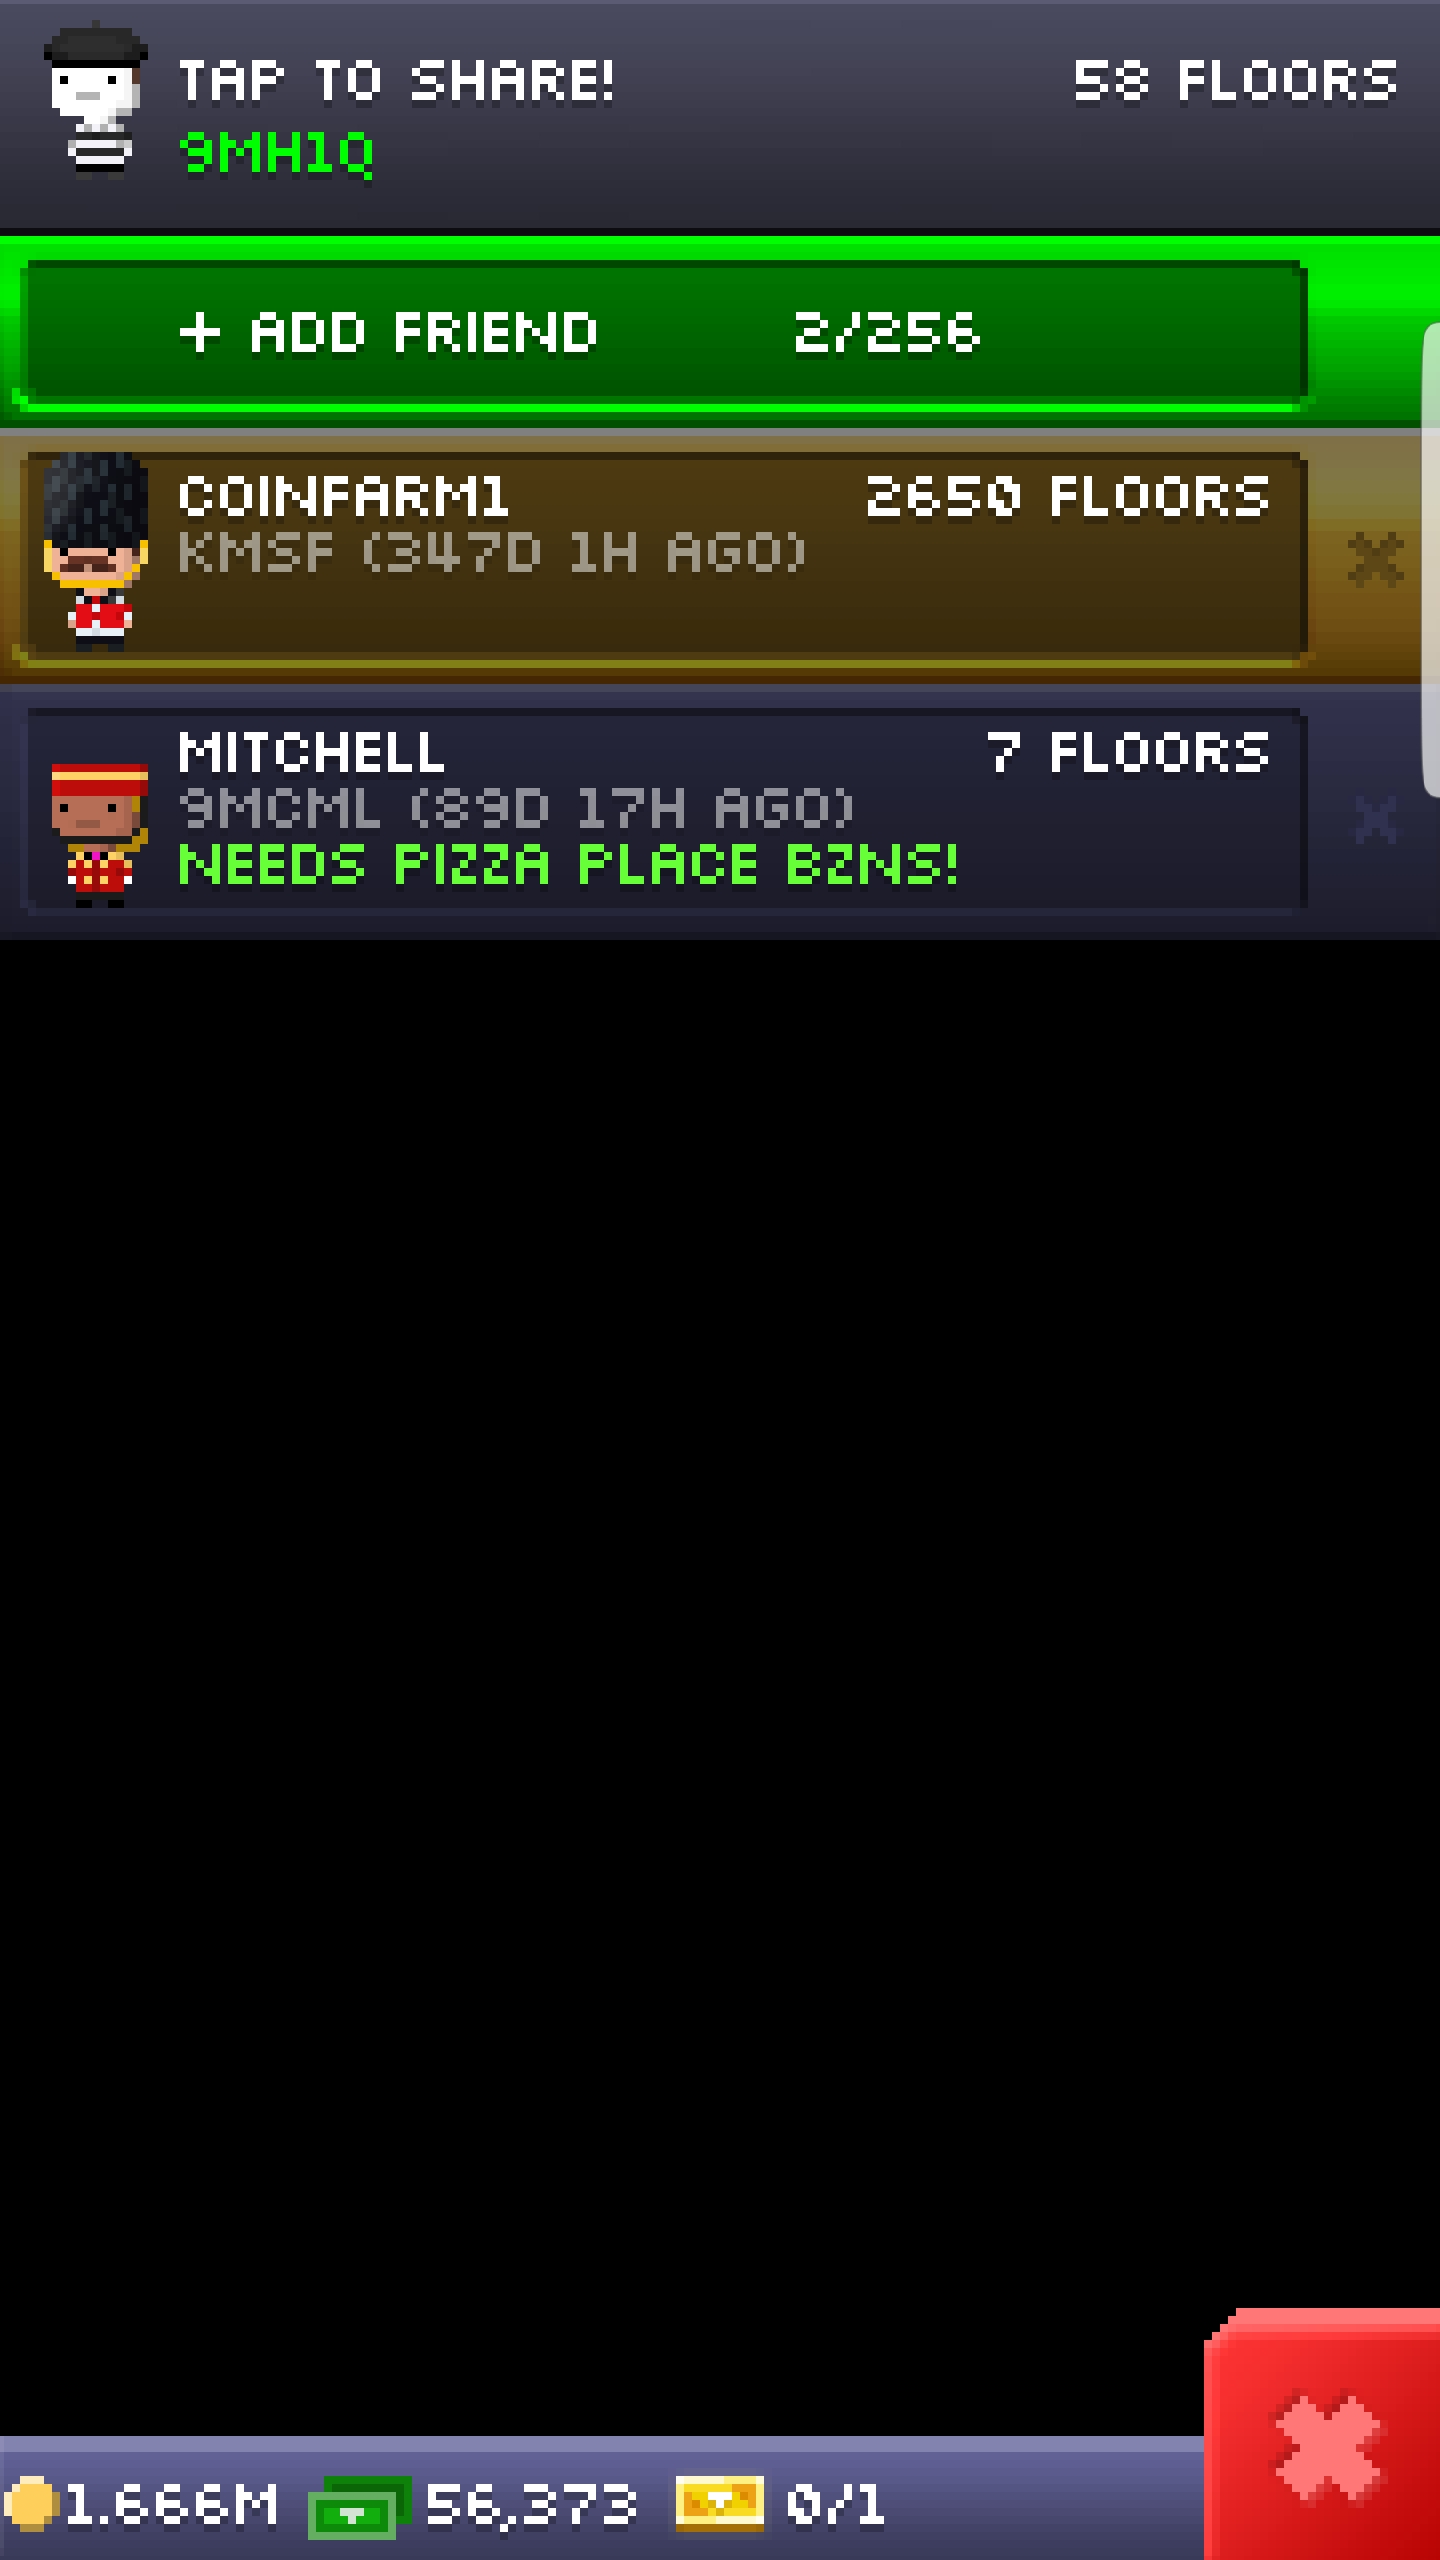 TAP TO SHARE!
58 FLOORS
9MH1Q
+ ADD FRIEND 2/256
COINFARM1 2650 FLOORS
KMSF (347D 1H AGO)
MITCHELL 7 FLOORS
9MCML (89D 17H AGO)
NEEDS PIZZA PLACE BZNS!
1.666M 56,373 0/1